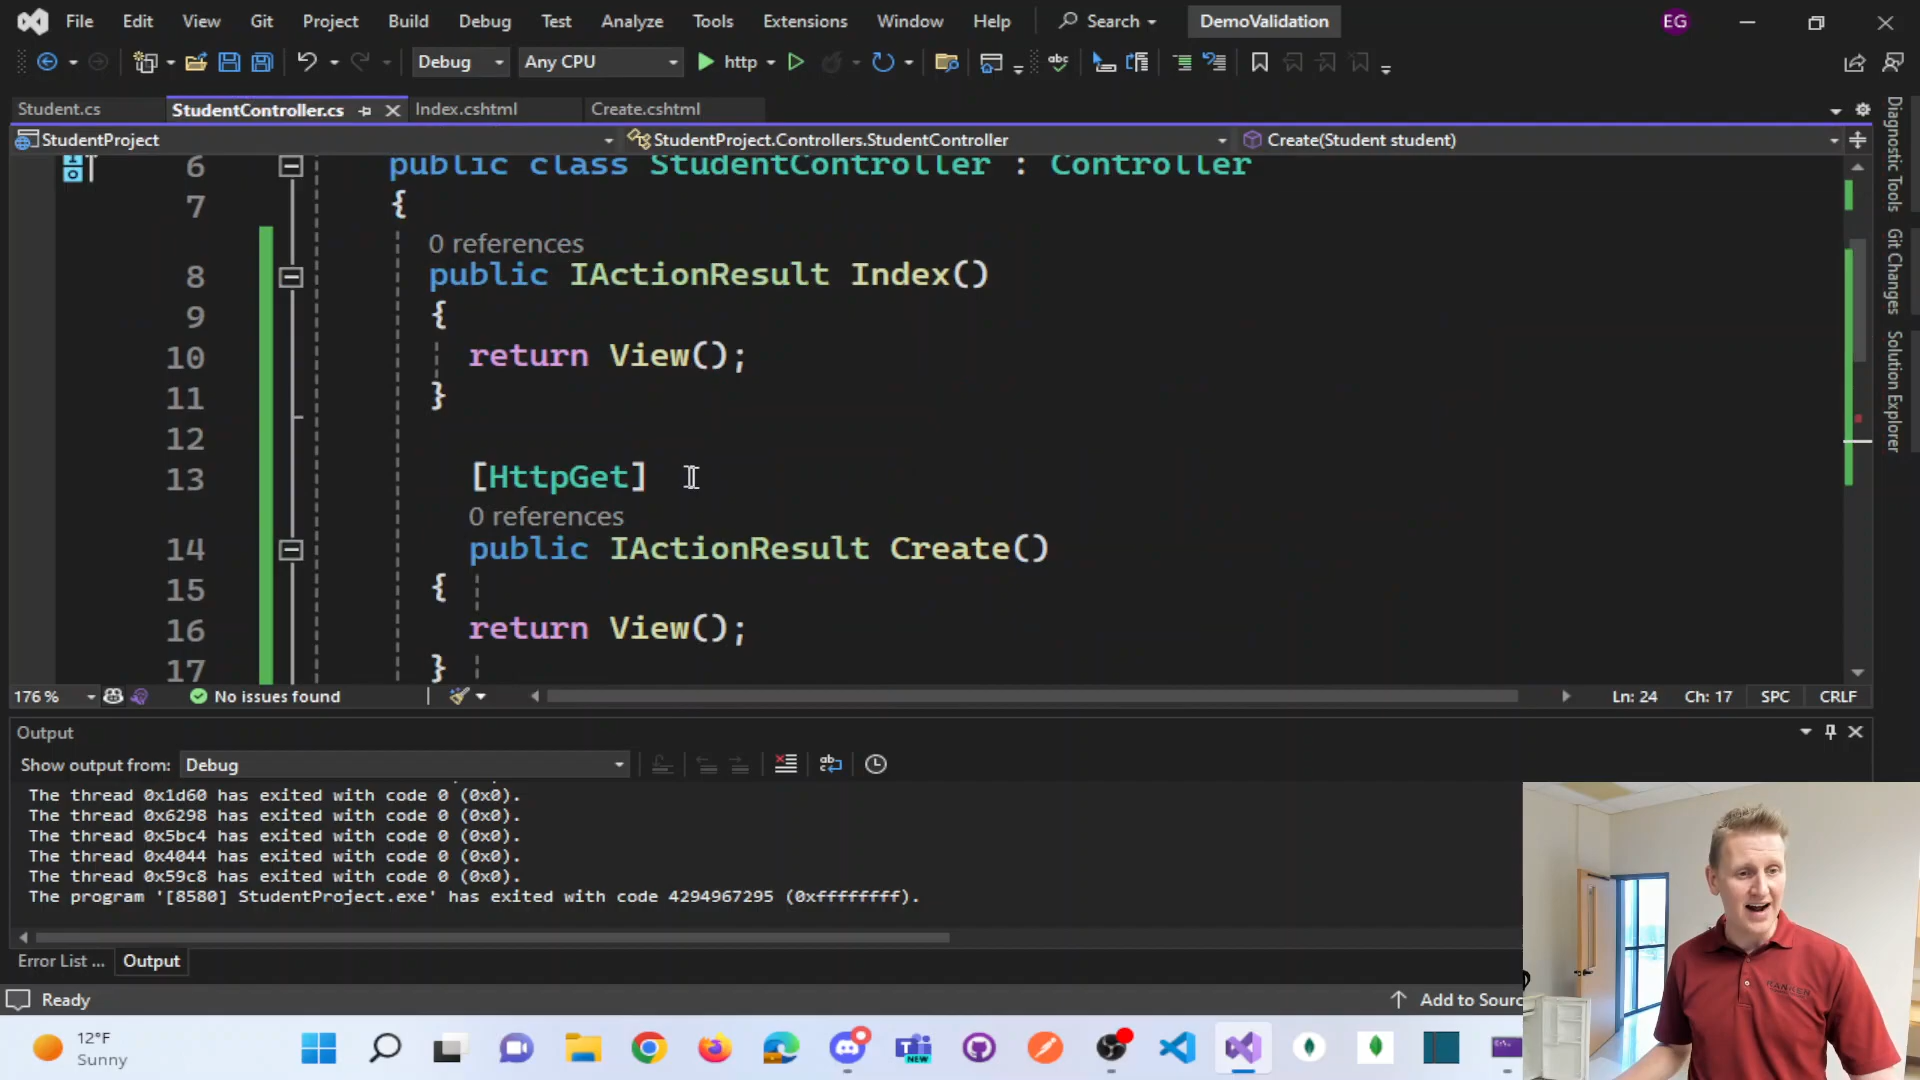 File Edit View Git Project Build Debug Test Analyze Tools Extensions Window Help Search DemoValidation EG
Debug Any CPU http
Student.cs StudentController.cs Index.cshtml Create.cshtml
StudentProject StudentProject.Controllers.StudentController Create(Student student)
6 public class StudentController : Controller
7 {
0 references
8 public IActionResult Index()
9 {
10 return View();
11 }
12
13 [HttpGet]
0 references
14 public IActionResult Create()
15 {
16 return View();
17 }
Diagnostic Tools
Git Changes
Solution Explorer
176 % No issues found Ln: 24 Ch: 17 SPC CRLF
Output
Show output from: Debug
The thread 0x1d60 has exited with code 0 (0x0).
The thread 0x6298 has exited with code 0 (0x0).
The thread 0x5bc4 has exited with code 0 (0x0).
The thread 0x4044 has exited with code 0 (0x0).
The thread 0x59c8 has exited with code 0 (0x0).
The program '[8580] StudentProject.exe' has exited with code 4294967295 (0xffffffff).
Error List ... Output
Ready Add to Sourc
12°F
Sunny
NEW